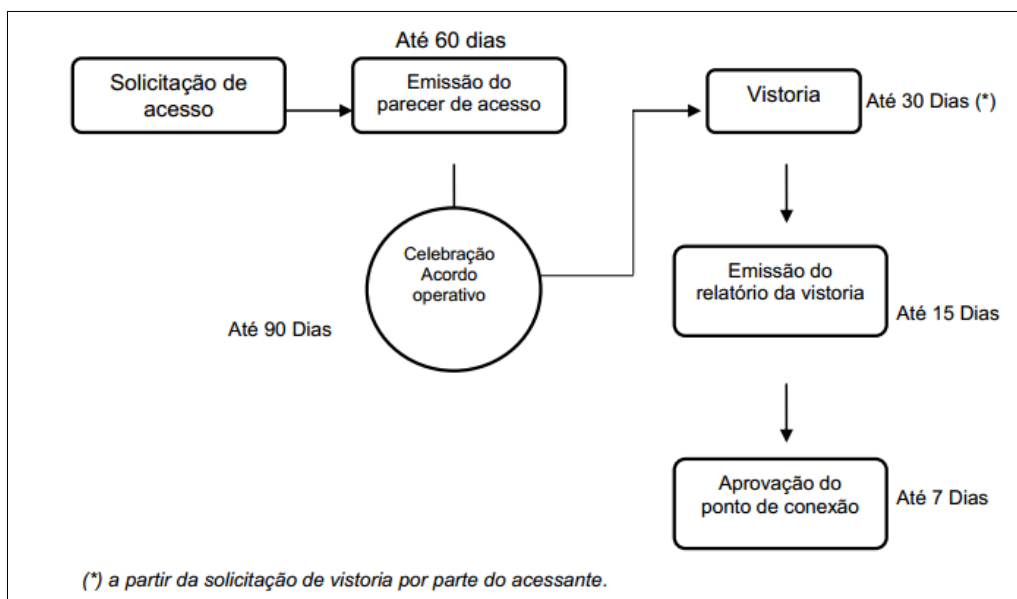 Solicitação de
acesso
Até 60 dias
Emissão do
parecer de acesso
Celebração
Acordo
operativo
Até 90 Dias
Vistoria
Até 30 Dias (*)
Emissão do
relatório da vistoria
Até 15 Dias
Aprovação do
ponto de conexão
Até 7 Dias
(*) a partir da solicitação de vistoria por parte do acessante.